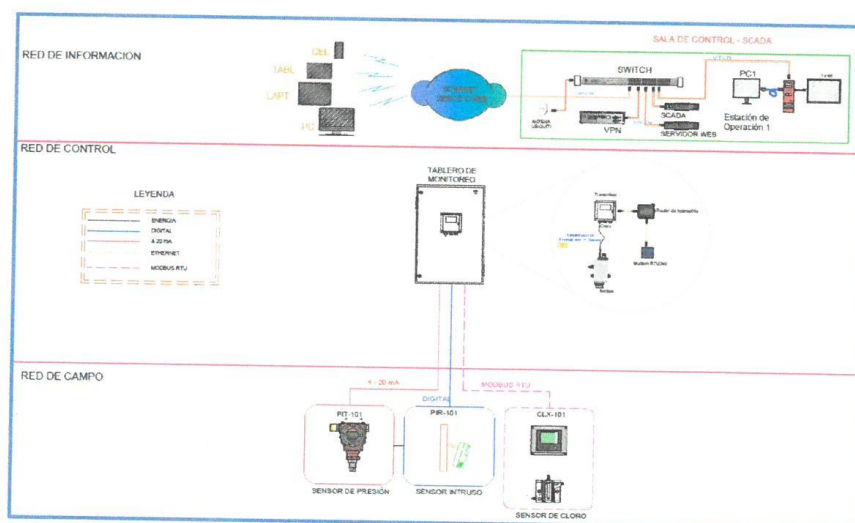 RED DE INFORMACION
CEL
TABL
LAPT
PC
SALA DE CONTROL - SCADA
SWITCH
VPN
SCADA
SERVIDOR WEB
PC1
Estación de
Operación 1
RED DE CONTROL
LEYENDA
ENERGIA
DIGITAL
4-20 mA
ETHERNET
MODBUS RTU
TABLERO DE
MONITOREO
RED DE CAMPO
4 - 20 mA
DIGITAL
MODBUS RTU
PIT-101
PIR-101
CLX-101
SENSOR DE PRESIÓN
SENSOR INTRUSO
SENSOR DE CLORO